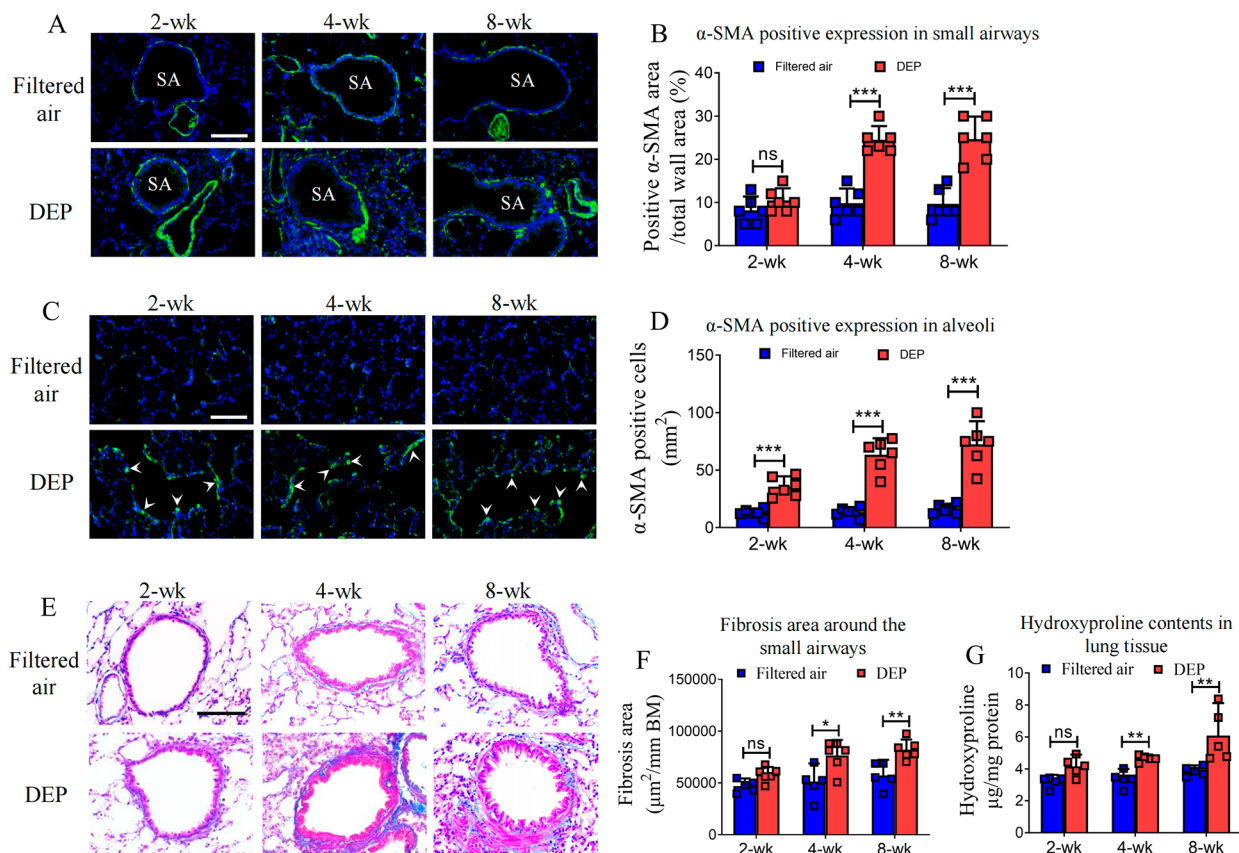 A
2-wk
4-wk
8-wk
Filtered
air
SA
SA
SA
DEP
SA
SA
SA
B
α-SMA positive expression in small airways
Filtered air
DEP
Positive α-SMA area
/total wall area (%)
40
30
20
10
0
ns
***
***
2-wk
4-wk
8-wk
C
2-wk
4-wk
8-wk
Filtered
air
DEP
D
α-SMA positive expression in alveoli
Filtered air
DEP
α-SMA positive cells
(mm²)
150
100
50
0
***
***
***
2-wk
4-wk
8-wk
E
2-wk
4-wk
8-wk
Filtered
air
DEP
F
Fibrosis area around the
small airways
Filtered air
DEP
Fibrosis area
(μm²/mm BM)
150000
100000
50000
0
ns
*
**
2-wk
4-wk
8-wk
G
Hydroxyproline contents in
lung tissue
Filtered air
DEP
Hydroxyproline
μg/mg protein
10
8
6
4
2
0
ns
**
**
2-wk
4-wk
8-wk